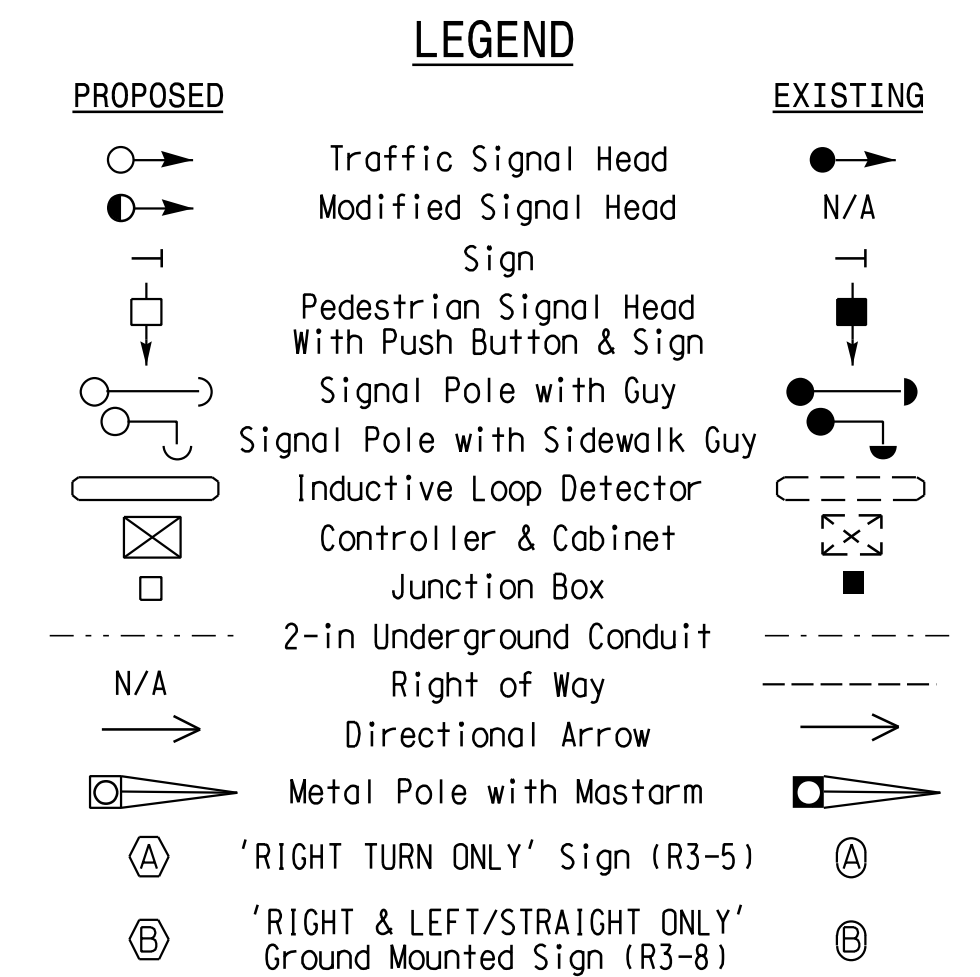 LEGEND
PROPOSED EXISTING
Traffic Signal Head
Modified Signal Head N/A
Sign
Pedestrian Signal Head
With Push Button & Sign
Signal Pole with Guy
Signal Pole with Sidewalk Guy
Inductive Loop Detector
Controller & Cabinet
Junction Box
2-in Underground Conduit
N/A Right of Way
Directional Arrow
Metal Pole with Mastarm
A 'RIGHT TURN ONLY' Sign (R3-5) A
'RIGHT & LEFT/STRAIGHT ONLY'
B Ground Mounted Sign (R3-8) B